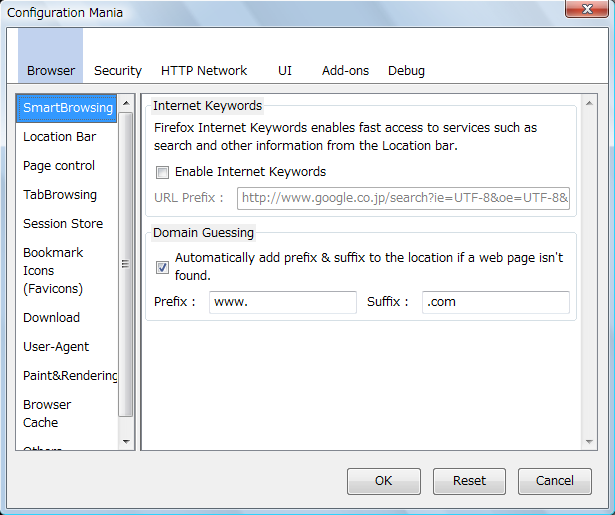 Configuration Mania
Browser Security HTTP Network UI Add-ons Debug
SmartBrowsing
Location Bar
Page control
TabBrowsing
Session Store
Bookmark
Icons
(Favicons)
Download
User-Agent
Paint&Rendering
Browser
Cache
Others
Internet Keywords
Firefox Internet Keywords enables fast access to services such as
search and other information from the Location bar.
Enable Internet Keywords
URL Prefix : http://www.google.co.jp/search?ie=UTF-8&oe=UTF-8&
Domain Guessing
Automatically add prefix & suffix to the location if a web page isn't
found.
Prefix : www. Suffix : .com
OK Reset Cancel